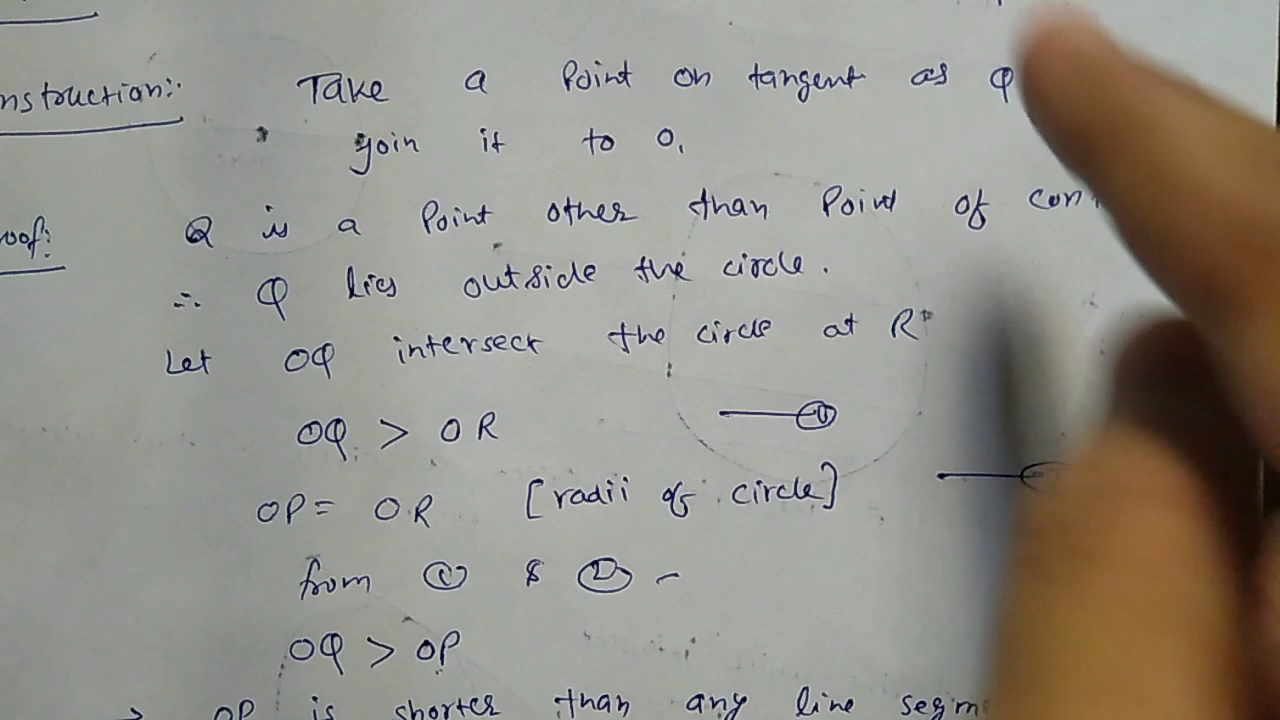 nstruction:- Take a Point on tangent as Q
join it to O,
oof: Q is a Point other than Point of con
∴ Q lies outside the circle.
Let OQ intersect the circle at R
OQ > OR —①
OP = OR [radii of circle] —
from ① & ② -
OQ > OP
OP is shorter than any line segm